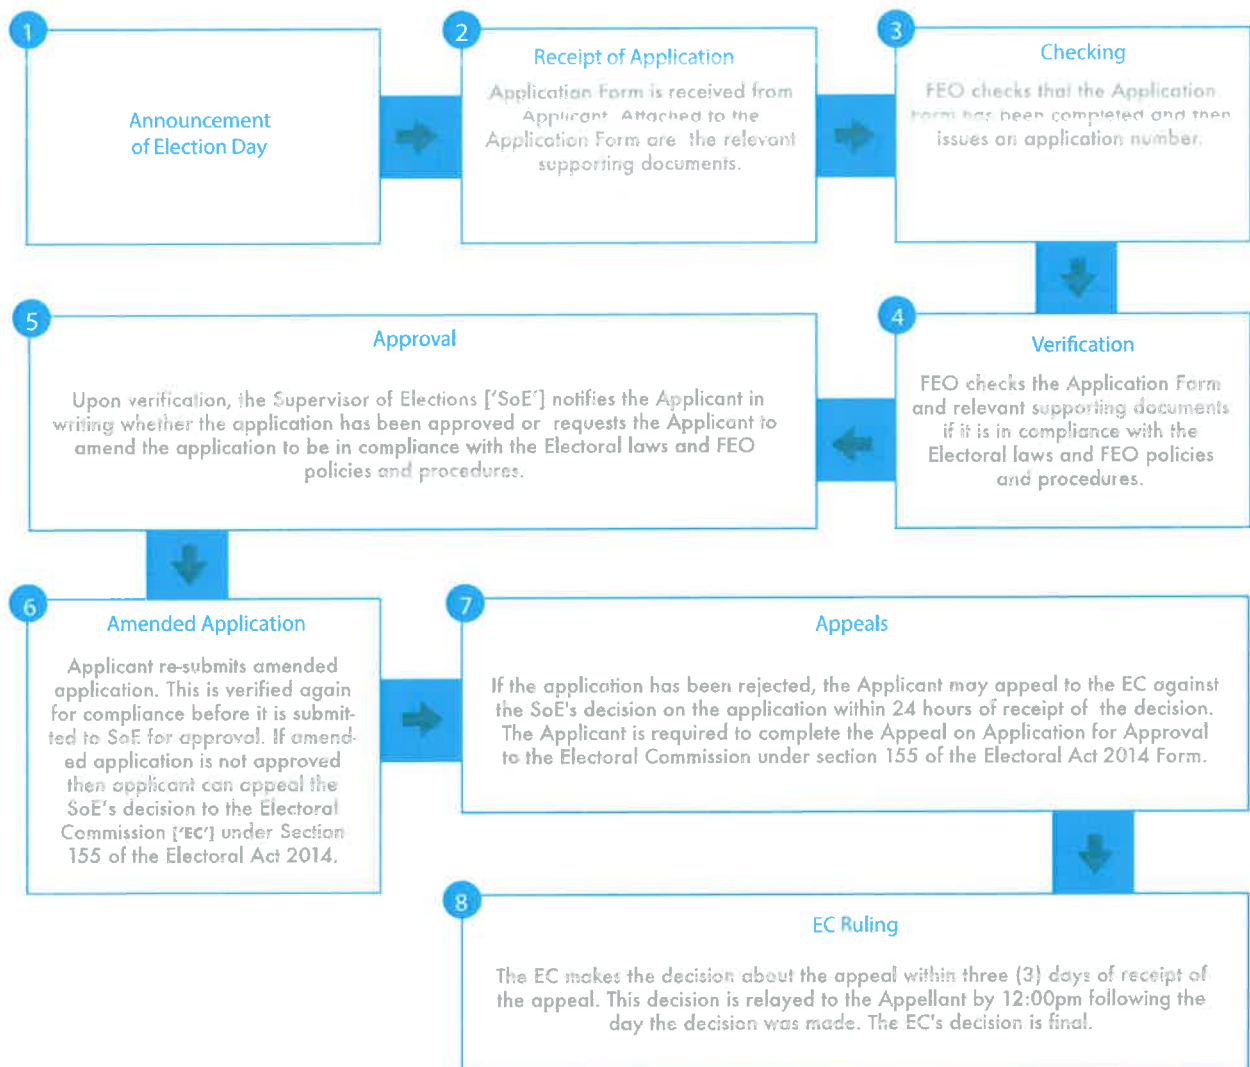 1
Announcement
of Election Day
2
Receipt of Application
Application Form is received from
Applicant. Attached to the
Application Form are the relevant
supporting documents.
3
Checking
FEO checks that the Application
Form has been completed and then
issues an application number.
4
Verification
FEO checks the Application Form
and relevant supporting documents
if it is in compliance with the
Electoral laws and FEO policies
and procedures.
5
Approval
Upon verification, the Supervisor of Elections ['SoE'] notifies the Applicant in
writing whether the application has been approved or requests the Applicant to
amend the application to be in compliance with the Electoral laws and FEO
policies and procedures.
6
Amended Application
Applicant re-submits amended
application. This is verified again
for compliance before it is submit-
ted to SoE for approval. If amend-
ed application is not approved
then applicant can appeal the
SoE's decision to the Electoral
Commission ['EC'] under Section
155 of the Electoral Act 2014.
7
Appeals
If the application has been rejected, the Applicant may appeal to the EC against
the SoE's decision on the application within 24 hours of receipt of the decision.
The Applicant is required to complete the Appeal on Application for Approval
to the Electoral Commission under section 155 of the Electoral Act 2014 Form.
8
EC Ruling
The EC makes the decision about the appeal within three (3) days of receipt of
the appeal. This decision is relayed to the Appellant by 12:00pm following the
day the decision was made. The EC's decision is final.